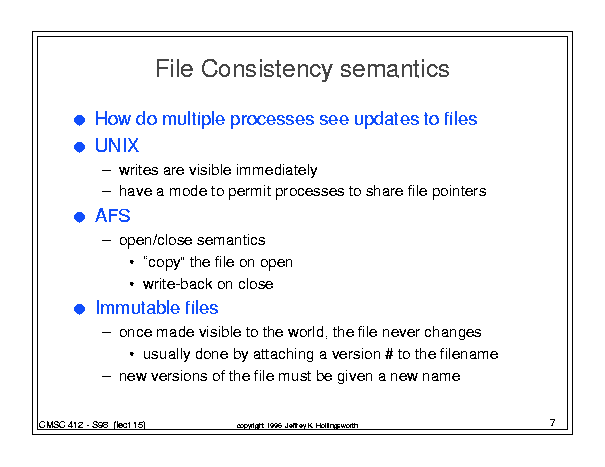 File Consistency semantics
● How do multiple processes see updates to files
● UNIX
– writes are visible immediately
– have a mode to permit processes to share file pointers
● AFS
– open/close semantics
• "copy" the file on open
• write-back on close
● Immutable files
– once made visible to the world, the file never changes
• usually done by attaching a version # to the filename
– new versions of the file must be given a new name
CMSC 412 - S98 (lect 15)
copyright 1996 Jeffrey K. Hollingsworth
7